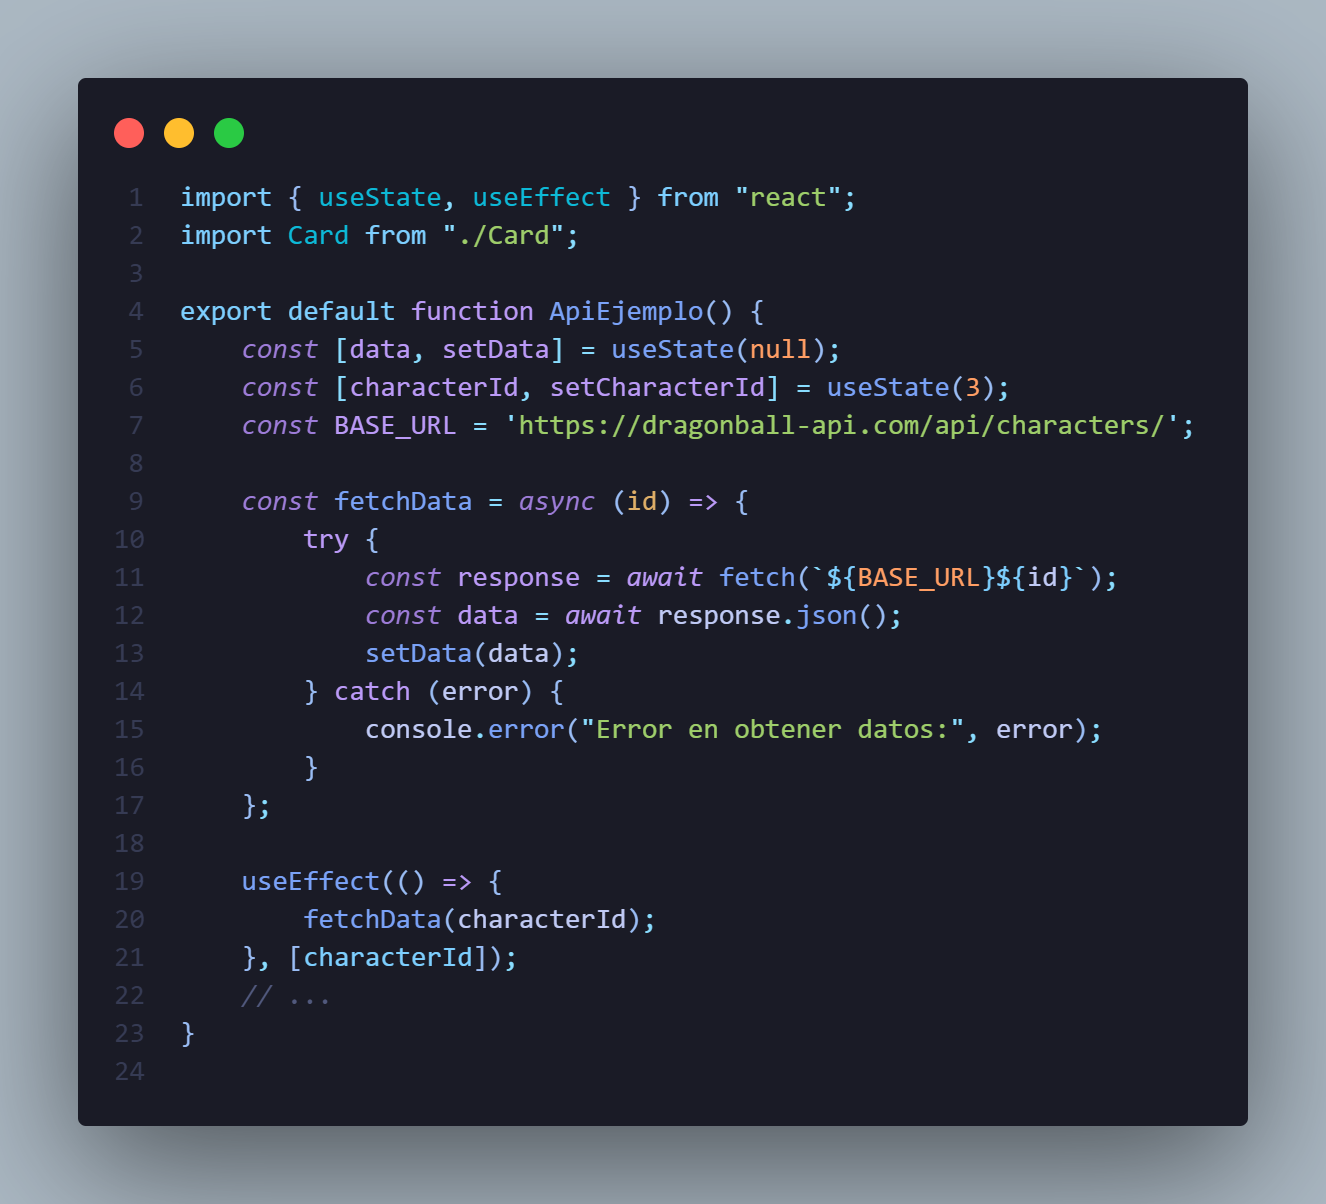 1 import { useState, useEffect } from "react";
2 import Card from "./Card";
3
4 export default function ApiEjemplo() {
5     const [data, setData] = useState(null);
6     const [characterId, setCharacterId] = useState(3);
7     const BASE_URL = 'https://dragonball-api.com/api/characters/';
8
9     const fetchData = async (id) => {
10         try {
11             const response = await fetch(`${BASE_URL}${id}`);
12             const data = await response.json();
13             setData(data);
14         } catch (error) {
15             console.error("Error en obtener datos:", error);
16         }
17     };
18
19     useEffect(() => {
20         fetchData(characterId);
21     }, [characterId]);
22     // ...
23 }
24